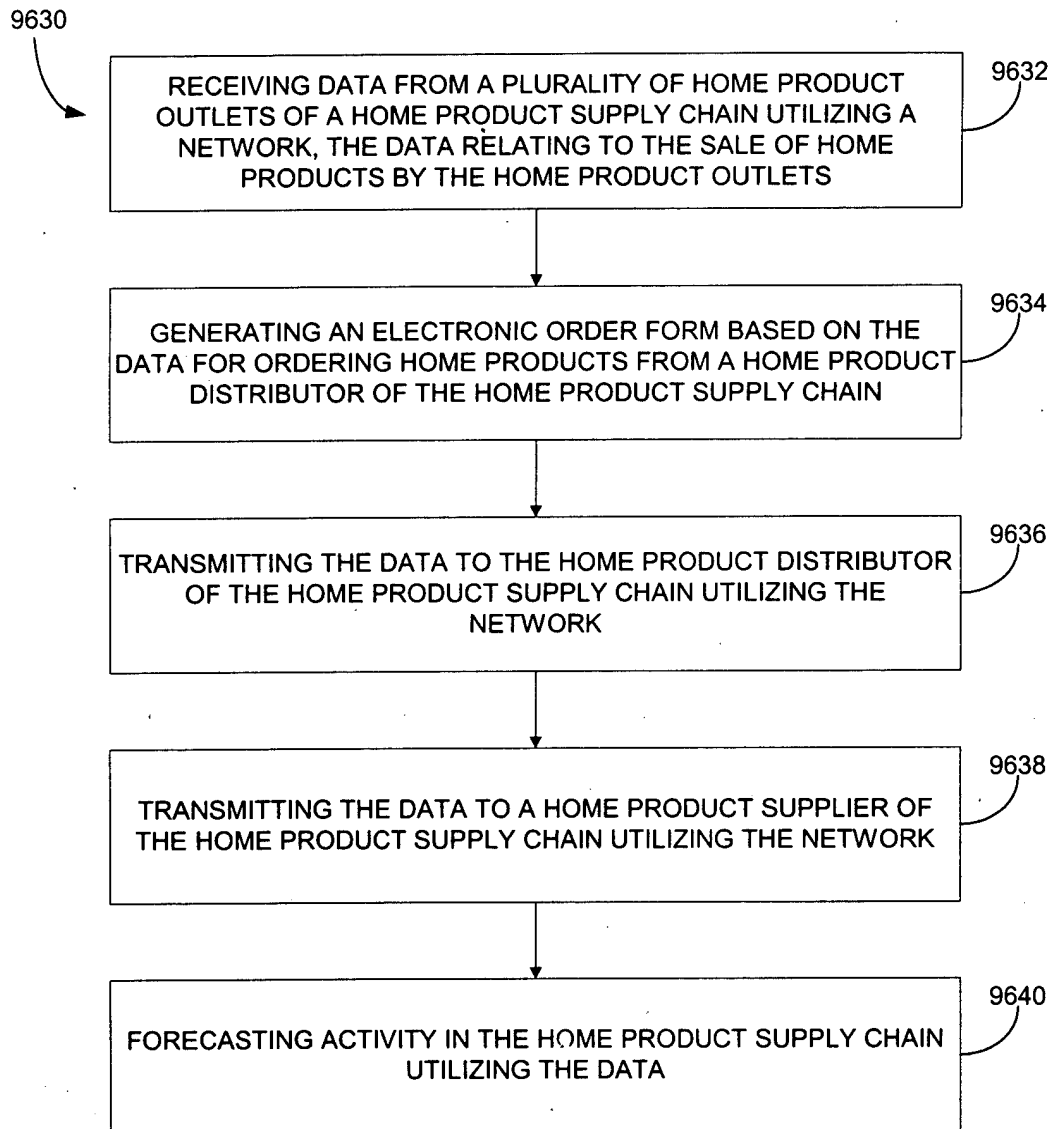 9630
RECEIVING DATA FROM A PLURALITY OF HOME PRODUCT
OUTLETS OF A HOME PRODUCT SUPPLY CHAIN UTILIZING A
NETWORK, THE DATA RELATING TO THE SALE OF HOME
PRODUCTS BY THE HOME PRODUCT OUTLETS
9632
GENERATING AN ELECTRONIC ORDER FORM BASED ON THE
DATA FOR ORDERING HOME PRODUCTS FROM A HOME PRODUCT
DISTRIBUTOR OF THE HOME PRODUCT SUPPLY CHAIN
9634
TRANSMITTING THE DATA TO THE HOME PRODUCT DISTRIBUTOR
OF THE HOME PRODUCT SUPPLY CHAIN UTILIZING THE
NETWORK
9636
TRANSMITTING THE DATA TO A HOME PRODUCT SUPPLIER OF
THE HOME PRODUCT SUPPLY CHAIN UTILIZING THE NETWORK
9638
FORECASTING ACTIVITY IN THE HOME PRODUCT SUPPLY CHAIN
UTILIZING THE DATA
9640